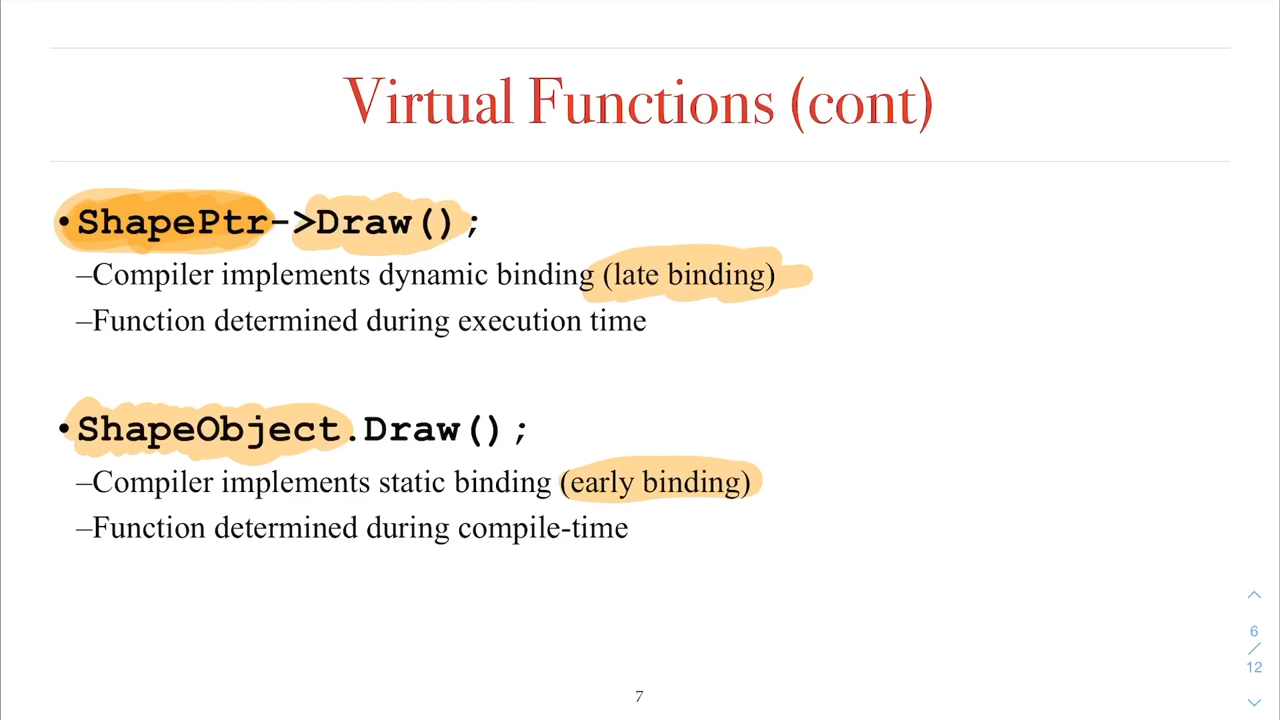 Virtual Functions (cont)
•ShapePtr->Draw();
–Compiler implements dynamic binding (late binding)
–Function determined during execution time
•ShapeObject.Draw();
–Compiler implements static binding (early binding)
–Function determined during compile-time
6
/
12
7